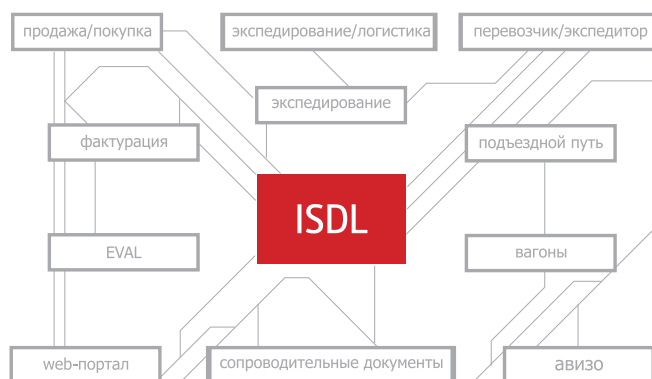 продажа/покупка
экспедирование/логистика
перевозчик/экспедитор
экспедирование
фактурация
подъездной путь
ISDL
EVAL
вагоны
web-портал
сопроводительные документы
авизо